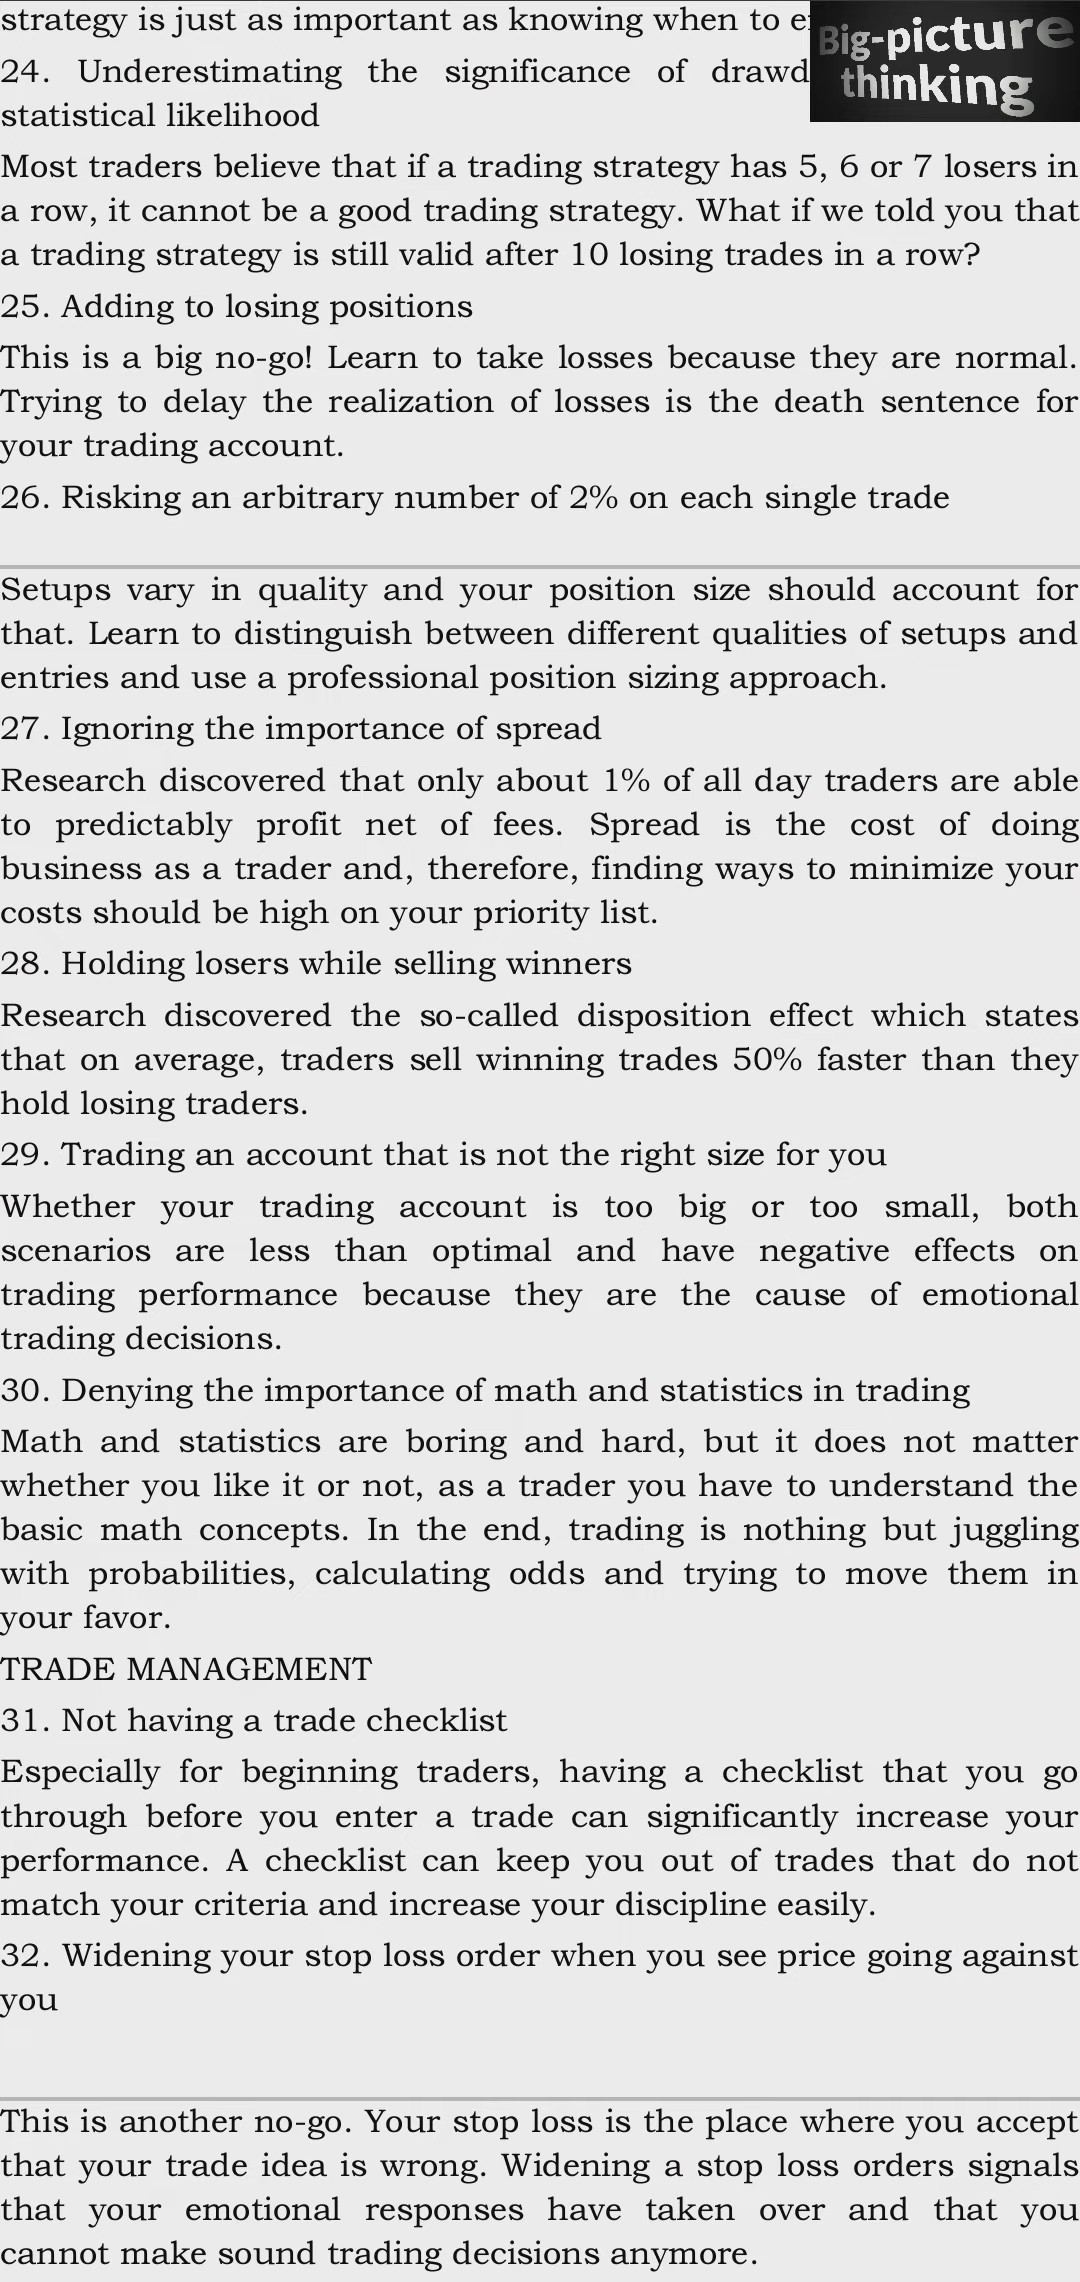 strategy is just as important as knowing when to
Big-picture
thinking
24. Underestimating the significance of
statistical likelihood
Most traders believe that if a trading strategy has 5, 6 or 7 losers in
a row, it cannot be a good trading strategy. What if we told you that
a trading strategy is still valid after 10 losing trades in a row?
25. Adding to losing positions
This is a big no-go! Learn to take losses because they are normal.
Trying to delay the realization of losses is the death sentence for
your trading account.
26. Risking an arbitrary number of 2% on each single trade
Setups vary in quality and your position size should account for
that. Learn to distinguish between different qualities of setups and
entries and use a professional position sizing approach.
27. Ignoring the importance of spread
Research discovered that only about 1% of all day traders are able
to predictably profit net of fees. Spread is the cost of doing
business as a trader and, therefore, finding ways to minimize your
costs should be high on your priority list.
28. Holding losers while selling winners
Research discovered the so-called disposition effect which states
that on average, traders sell winning trades 50% faster than they
hold losing traders.
29. Trading an account that is not the right size for you
Whether your trading account is too big or too small, both
scenarios are less than optimal and have negative effects on
trading performance because they are the cause of emotional
trading decisions.
30. Denying the importance of math and statistics in trading
Math and statistics are boring and hard, but it does not matter
whether you like it or not, as a trader you have to understand the
basic math concepts. In the end, trading is nothing but juggling
with probabilities, calculating odds and trying to move them in
your favor.
TRADE MANAGEMENT
31. Not having a trade checklist
Especially for beginning traders, having a checklist that you go
through before you enter a trade can significantly increase your
performance. A checklist can keep you out of trades that do not
match your criteria and increase your discipline easily.
32. Widening your stop loss order when you see price going against
you
This is another no-go. Your stop loss is the place where you accept
that your trade idea is wrong. Widening a stop loss orders signals
that your emotional responses have taken over and that you
cannot make sound trading decisions anymore.